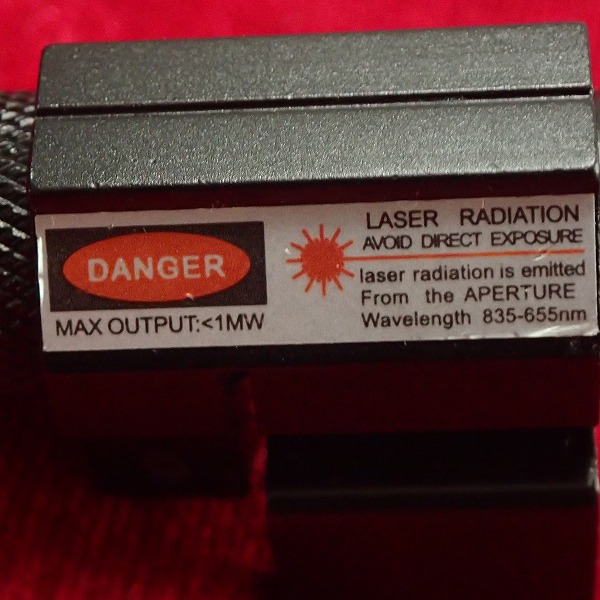 DANGER
MAX OUTPUT:<1MW
LASER RADIATION
AVOID DIRECT EXPOSURE
laser radiation is emitted
From the APERTURE
Wavelength 835-655nm